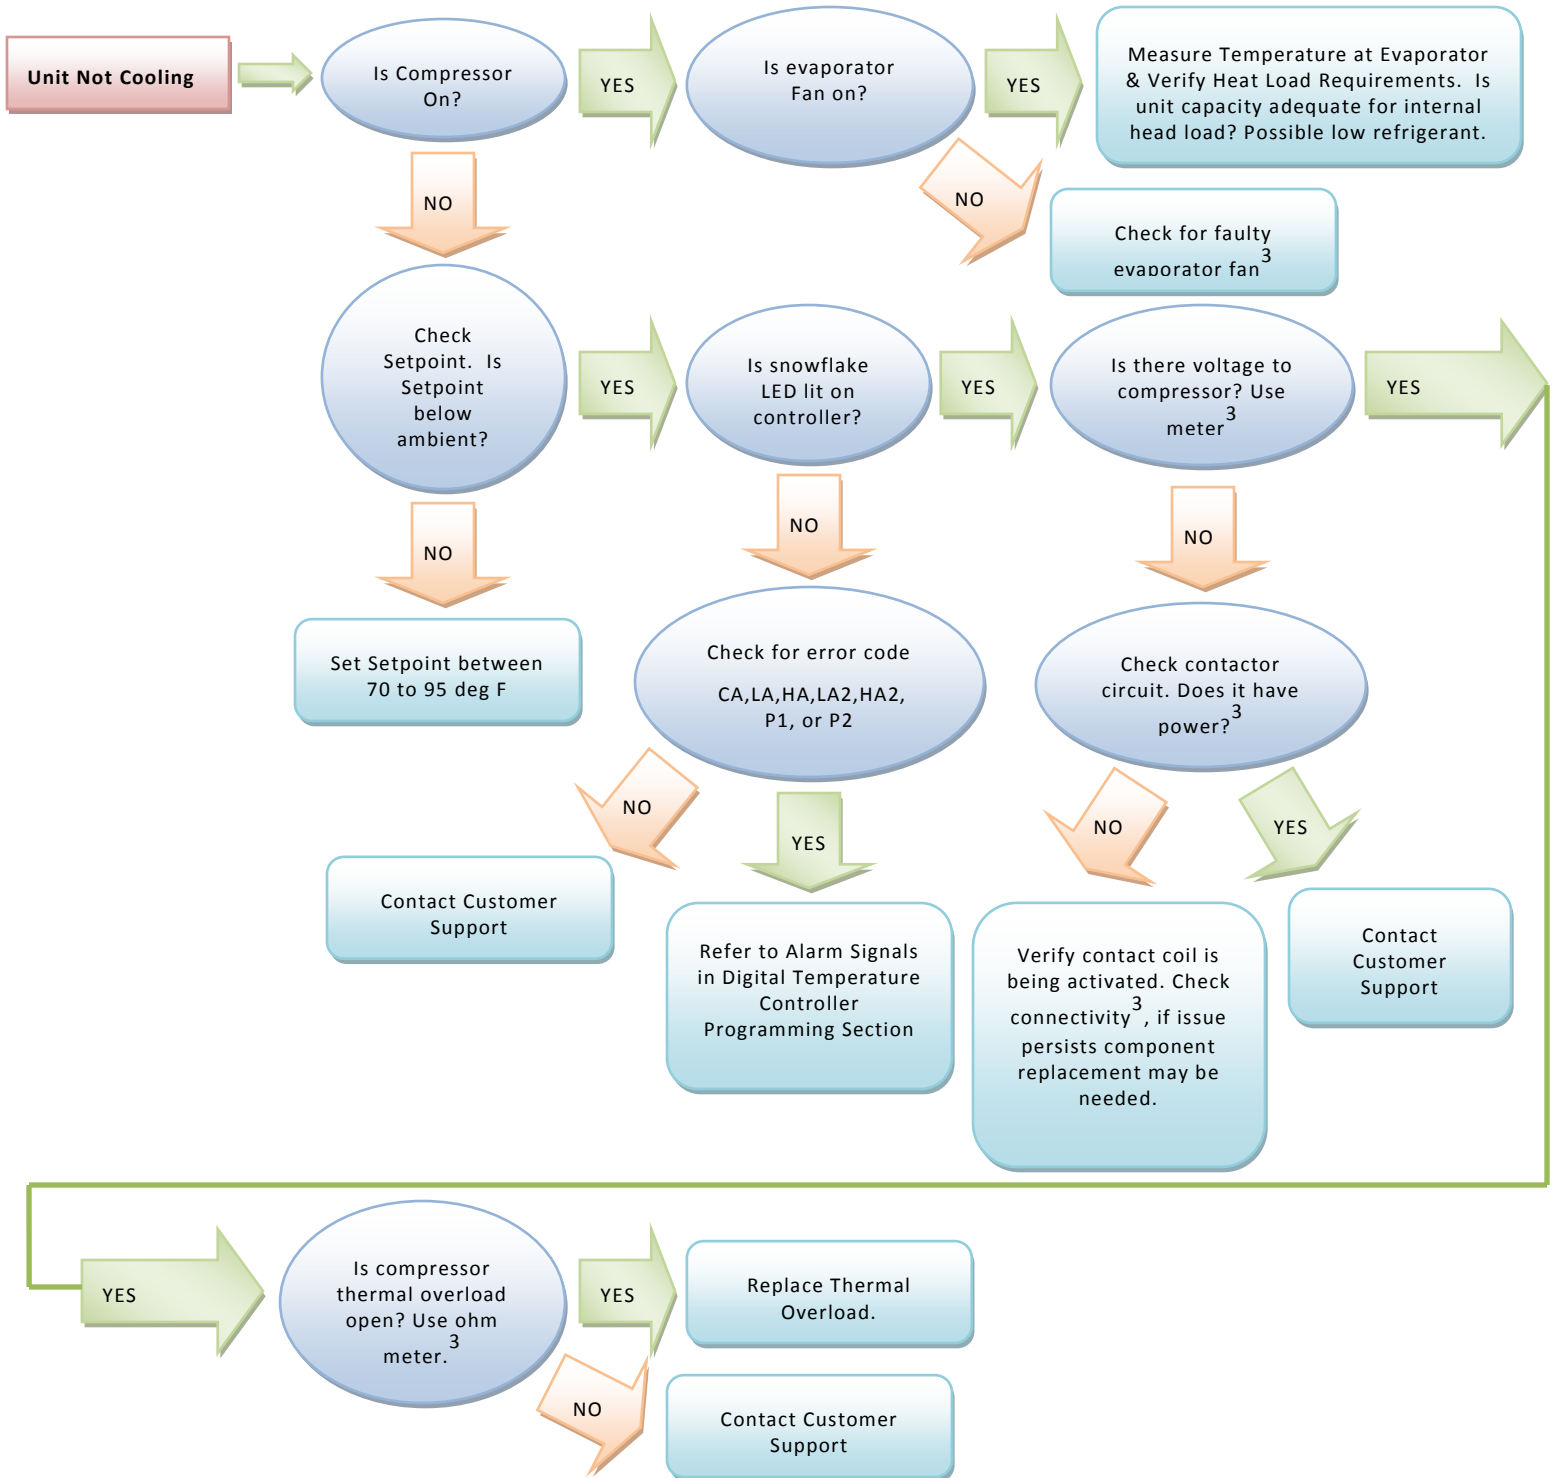 Unit Not Cooling
Is Compressor
On?
YES
Is evaporator
Fan on?
YES
Measure Temperature at Evaporator
& Verify Heat Load Requirements. Is
unit capacity adequate for internal
head load? Possible low refrigerant.
NO
NO
Check for faulty
evaporator fan3
Check
Setpoint. Is
Setpoint
below
ambient?
YES
Is snowflake
LED lit on
controller?
YES
Is there voltage to
compressor? Use
meter3
YES
NO
NO
NO
Set Setpoint between
70 to 95 deg F
Check for error code
CA,LA,HA,LA2,HA2,
P1, or P2
Check contactor
circuit. Does it have
power?3
NO
YES
NO
YES
Contact Customer
Support
Refer to Alarm Signals
in Digital Temperature
Controller
Programming Section
Verify contact coil is
being activated. Check
connectivity3, if issue
persists component
replacement may be
needed.
Contact
Customer
Support
YES
Is compressor
thermal overload
open? Use ohm
meter.3
YES
Replace Thermal
Overload.
NO
Contact Customer
Support